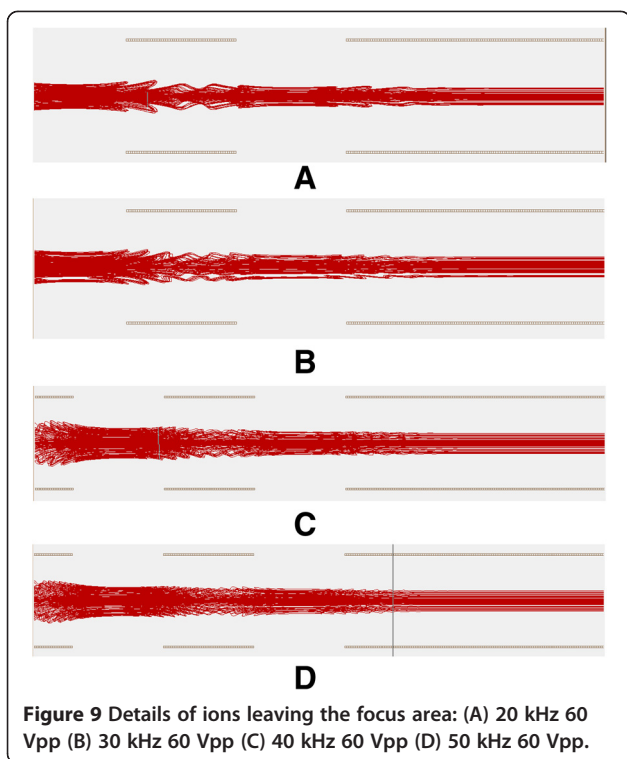 A
B
C
D
Figure 9 Details of ions leaving the focus area: (A) 20 kHz 60
Vpp (B) 30 kHz 60 Vpp (C) 40 kHz 60 Vpp (D) 50 kHz 60 Vpp.